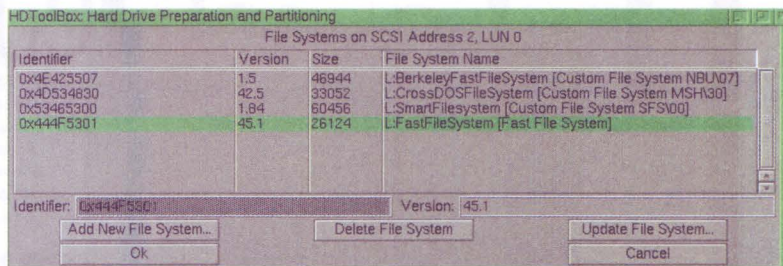 HDToolBox: Hard Drive Preparation and Partitioning
File Systems on SCSI Address 2, LUN 0
Identifier Version Size File System Name
0x4E425507 1.5 46944 L:BerkeleyFastFileSystem [Custom File System NBU\07]
0x4D534830 42.5 33052 L:CrossDOSFileSystem [Custom File System MSH\30]
0x53465300 1.84 60456 L:SmartFilesystem [Custom File System SFS\00]
0x444F5301 45.1 26124 L:FastFileSystem [Fast File System]
Identifier: 0x444F5301 Version: 45.1
Add New File System... Delete File System Update File System...
Ok Cancel